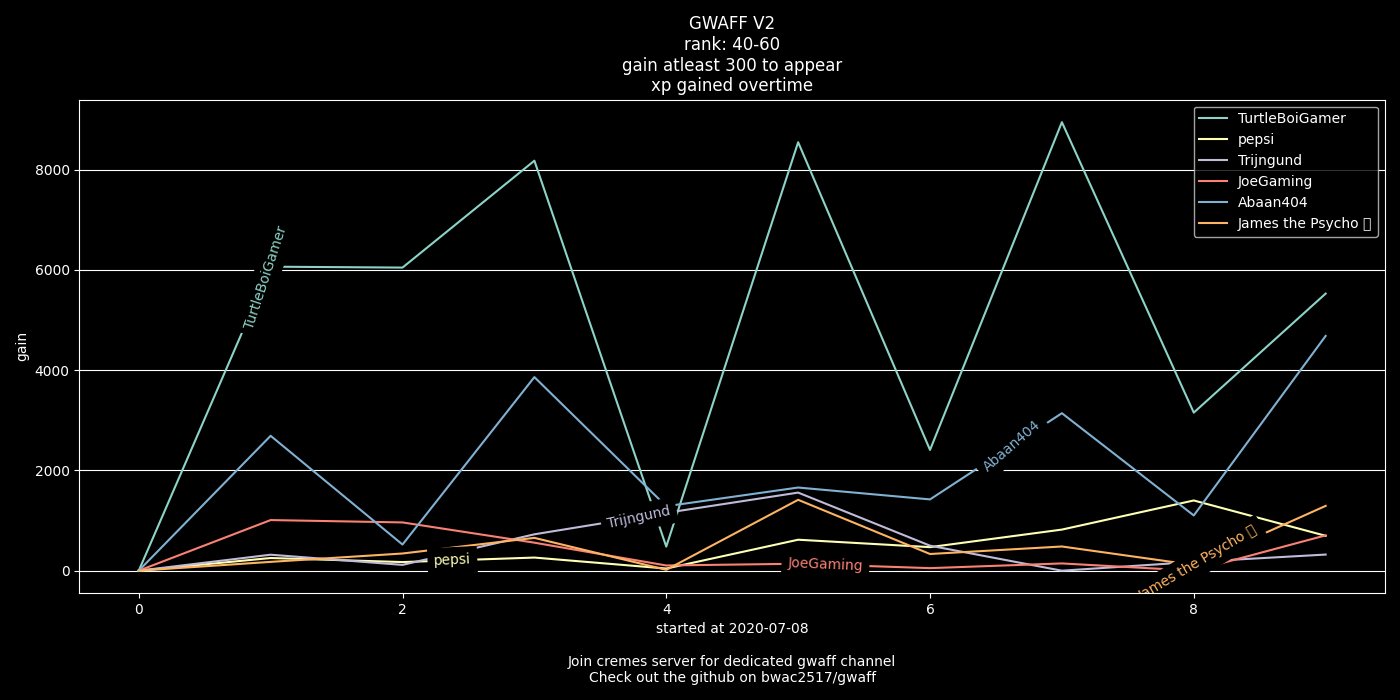 GWAFF V2
rank: 40-60
gain atleast 300 to appear
xp gained overtime
gain
8000
6000
4000
2000
0
TurtleBoiGamer
pepsi
Trijngund
JoeGaming
Abaan404
James the Psycho
TurtleBoiGamer
pepsi
Trijngund
JoeGaming
Abaan404
James the Psycho
0 2 4 6 8
started at 2020-07-08
Join cremes server for dedicated gwaff channel
Check out the github on bwac2517/gwaff